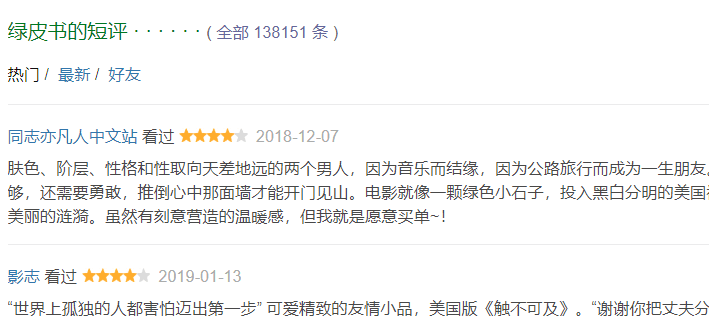 绿皮书的短评 · · · · · · ( 全部 138151 条 )
热门 / 最新 / 好友
同志亦凡人中文站 看过 2018-12-07
肤色、阶层、性格和性取向天差地远的两个男人，因为音乐而结缘，因为公路旅行而成为一生朋友。
够，还需要勇敢，推倒心中那面墙才能开门见山。电影就像一颗绿色小石子，投入黑白分明的美国
美丽的涟漪。虽然有刻意营造的温暖感，但我就是愿意买单~！
影志 看过 2019-01-13
“世界上孤独的人都害怕迈出第一步” 可爱精致的友情小品，美国版《触不可及》。“谢谢你把丈夫分